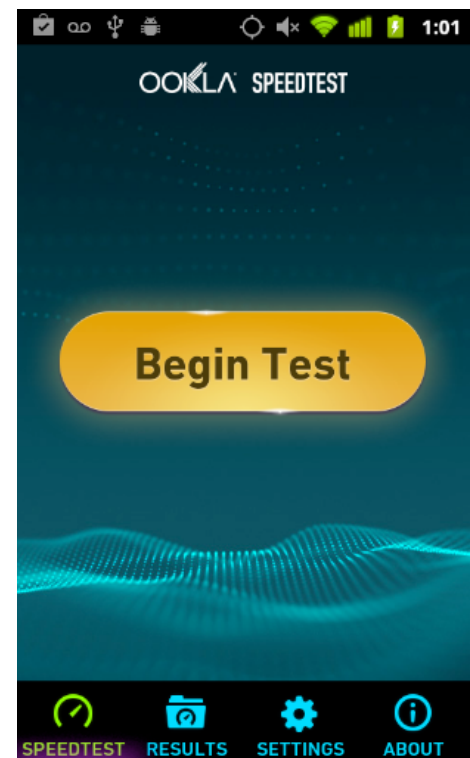 1:01
OOKLA SPEEDTEST
Begin Test
SPEEDTEST RESULTS SETTINGS ABOUT